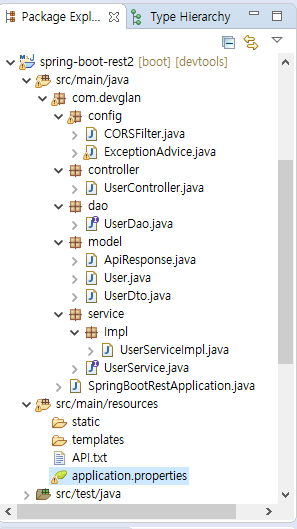 Package Expl...
Type Hierarchy
spring-boot-rest2 [boot] [devtools]
src/main/java
com.devglan
config
CORSFilter.java
ExceptionAdvice.java
controller
UserController.java
dao
UserDao.java
model
ApiResponse.java
User.java
UserDto.java
service
Impl
UserServiceImpl.java
UserService.java
SpringBootRestApplication.java
src/main/resources
static
templates
API.txt
application.properties
src/test/java